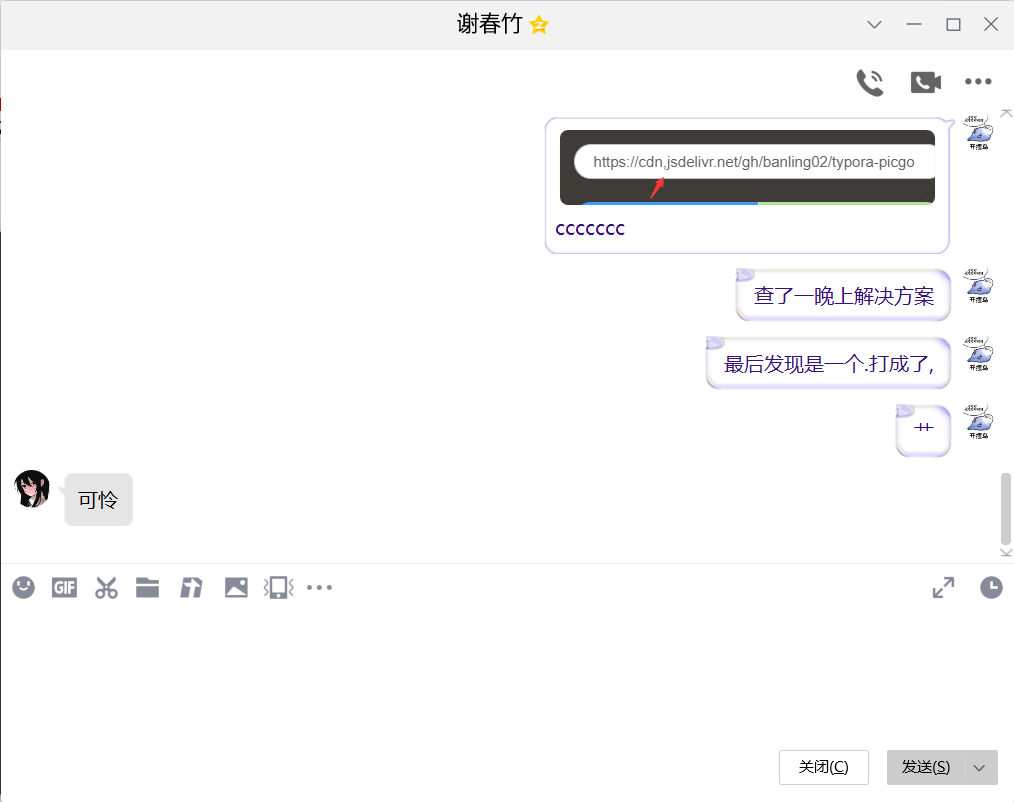 谢春竹
https://cdn,jsdelivr.net/gh/banling02/typora-picgo
ccccccc
查了一晚上解决方案
最后发现是一个.打成了,
艹
可怜
GIF
关闭(C)
发送(S)